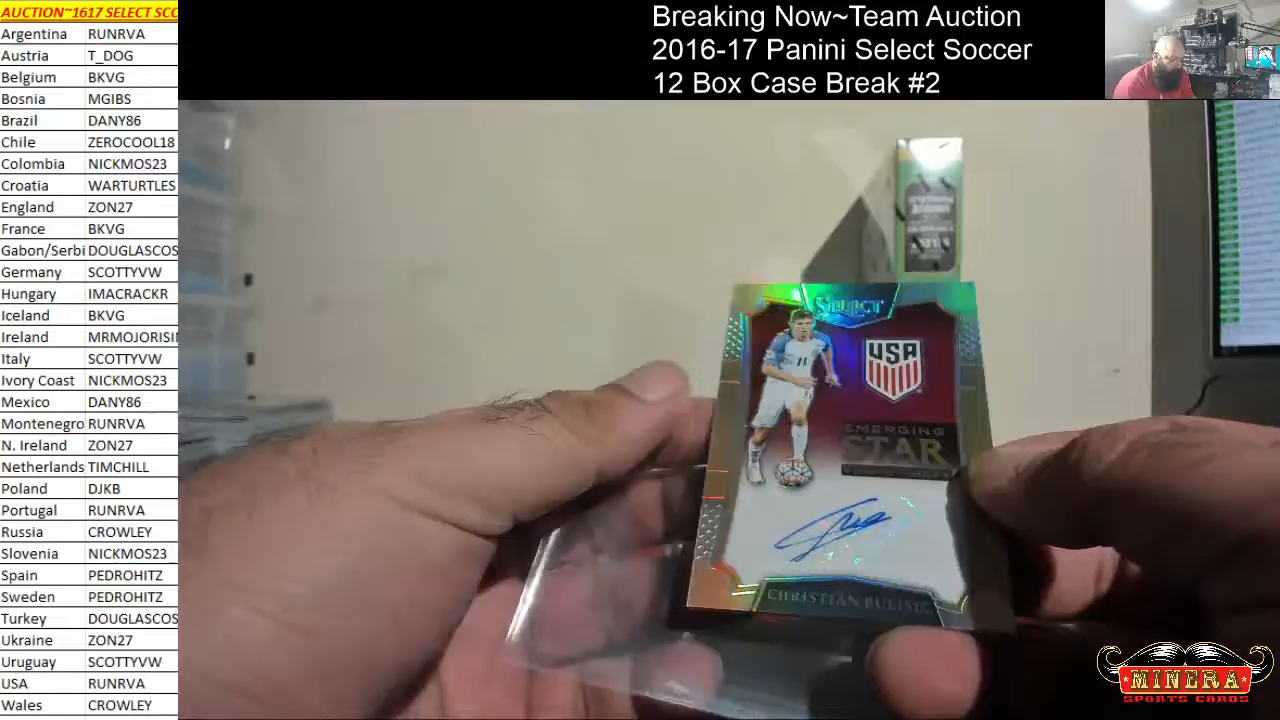 AUCTION~1617 SELECT SCO
Argentina RUNRVA
Austria T_DOG
Belgium BKVG
Bosnia MGIBS
Brazil DANY86
Chile ZEROCOOL18
Colombia NICKMOS23
Croatia WARTURTLES
England ZON27
France BKVG
Gabon/Serbi DOUGLASCOS
Germany SCOTTYVW
Hungary IMACRACKR
Iceland BKVG
Ireland MRMOJORISI
Italy SCOTTYVW
Ivory Coast NICKMOS23
Mexico DANY86
Montenegro RUNRVA
N. Ireland ZON27
Netherlands TIMCHILL
Poland DJKB
Portugal RUNRVA
Russia CROWLEY
Slovenia NICKMOS23
Spain PEDROHITZ
Sweden PEDROHITZ
Turkey DOUGLASCOS
Ukraine ZON27
Uruguay SCOTTYVW
USA RUNRVA
Wales CROWLEY
Breaking Now~Team Auction
2016-17 Panini Select Soccer
12 Box Case Break #2
SELECT
11
USA
EMERGING
STAR
CHRISTIAN PULISIC
MINERA
SPORTS CARDS